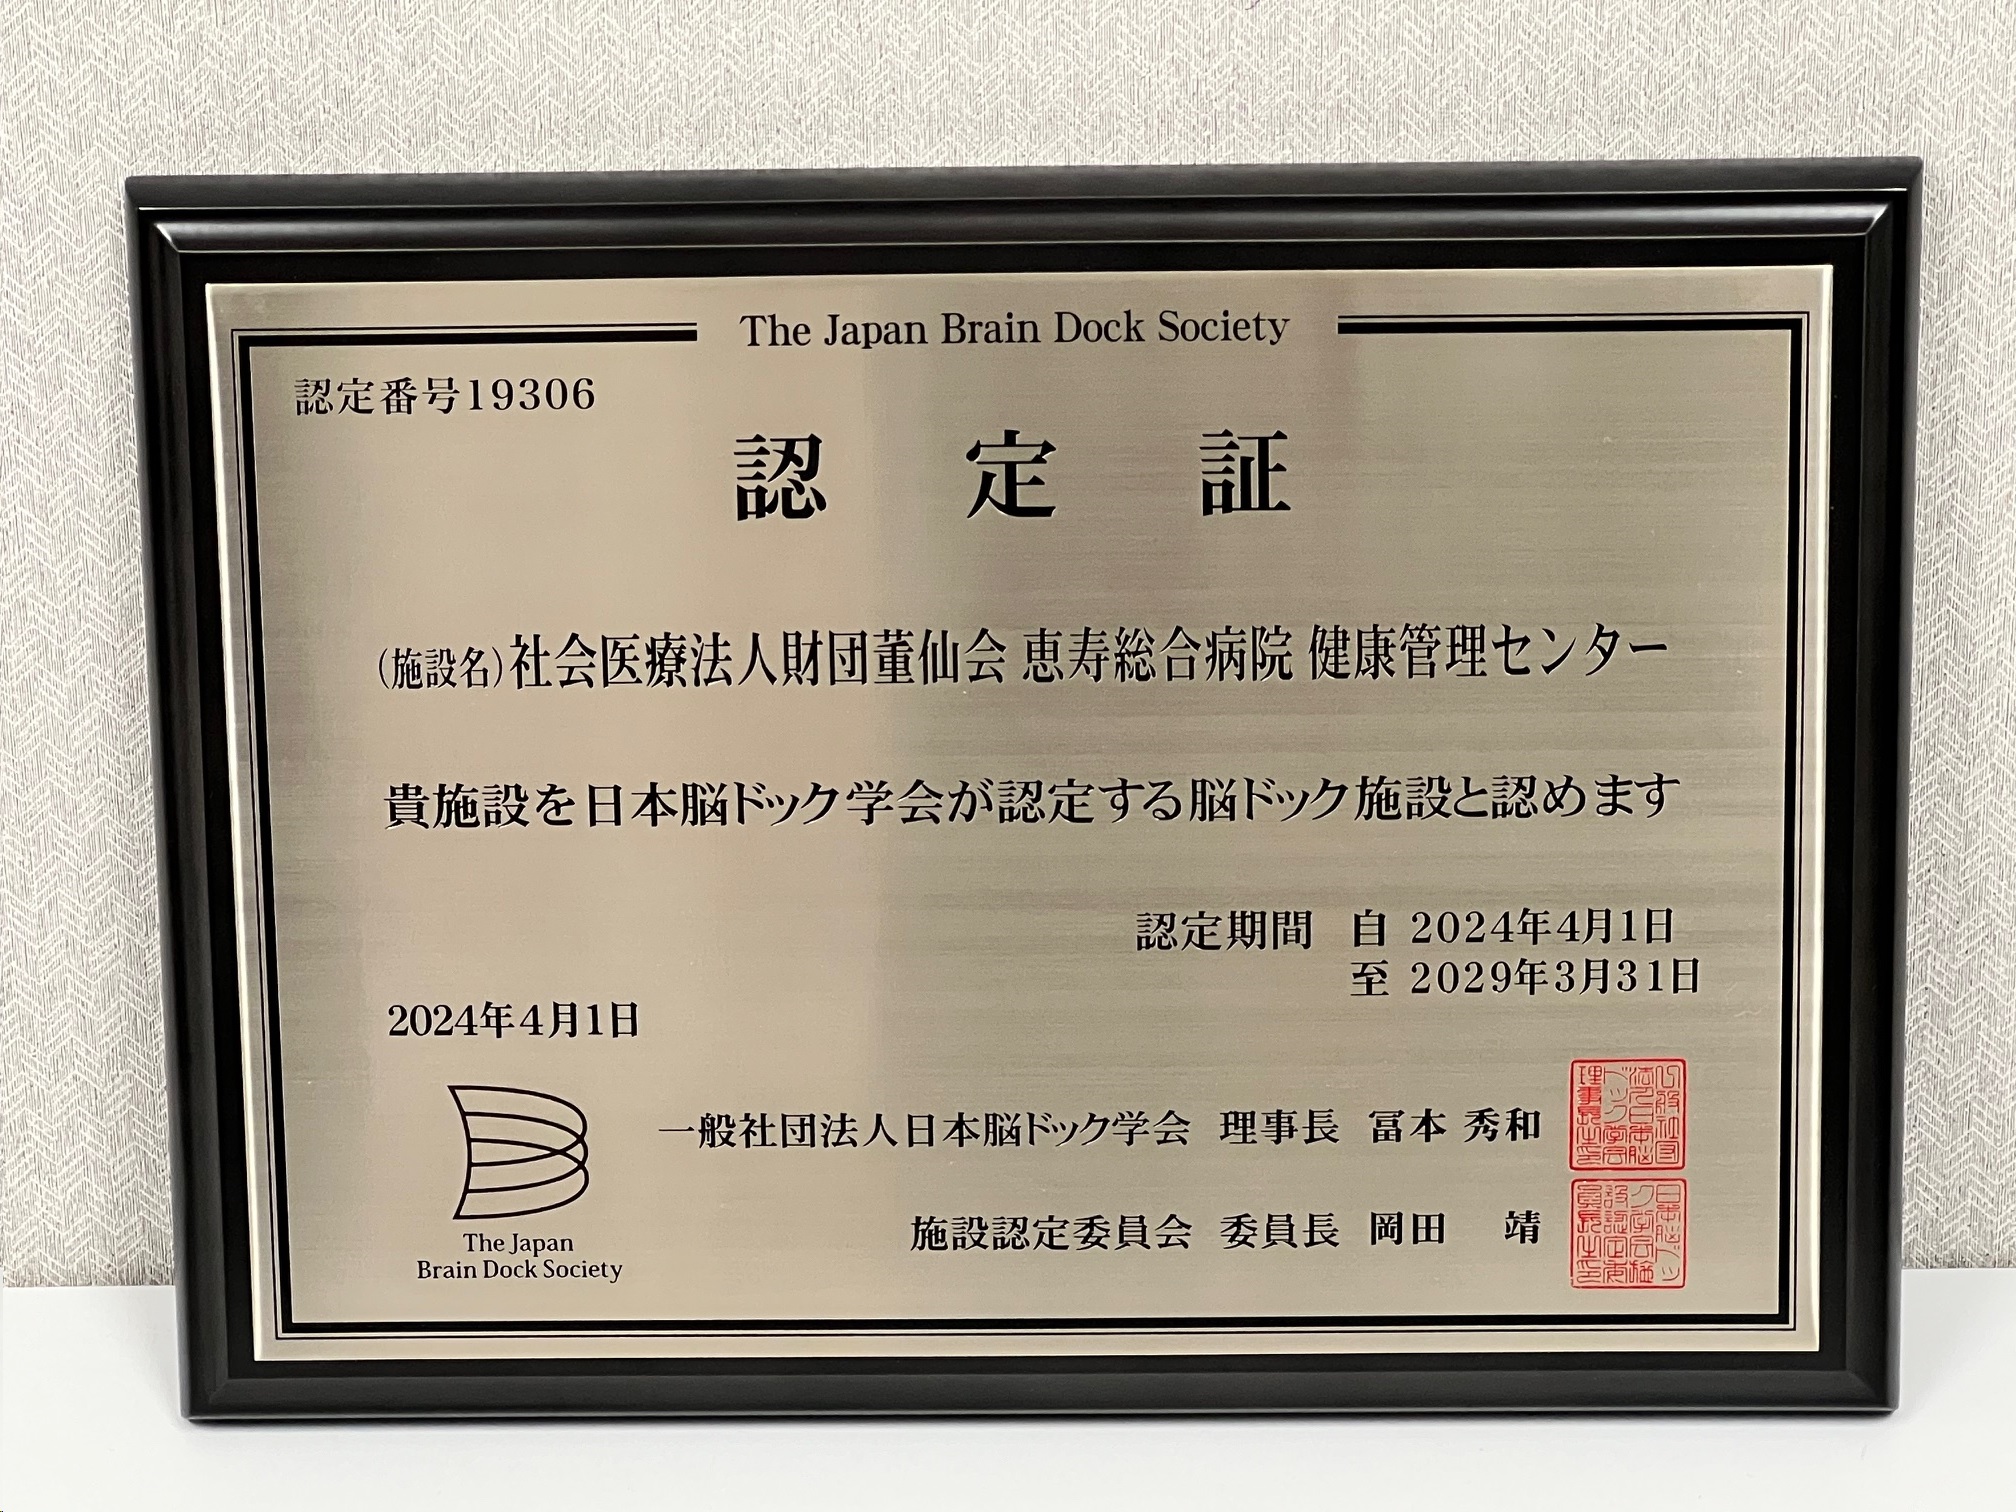 The Japan Brain Dock Society
認定番号19306
認 定 証
(施設名)社会医療法人財団董仙会 恵寿総合病院 健康管理センター
貴施設を日本脳ドック学会が認定する脳ドック施設と認めます
認定期間 自 2024年4月1日
至 2029年3月31日
2024年4月1日
一般社団法人日本脳ドック学会 理事長 冨本 秀和
施設認定委員会 委員長 岡田 靖
The Japan
Brain Dock Society